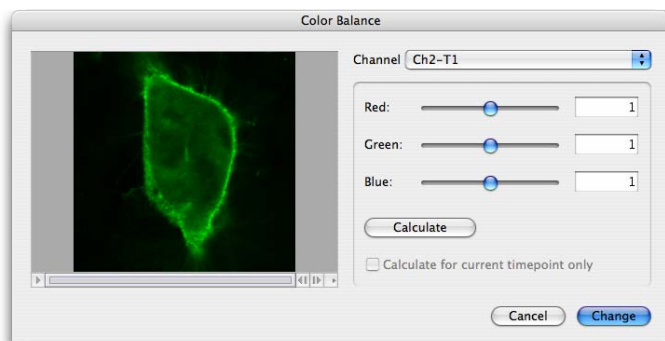 Color Balance
Channel Ch2-T1
Red: 1
Green: 1
Blue: 1
Calculate
Calculate for current timepoint only
Cancel Change